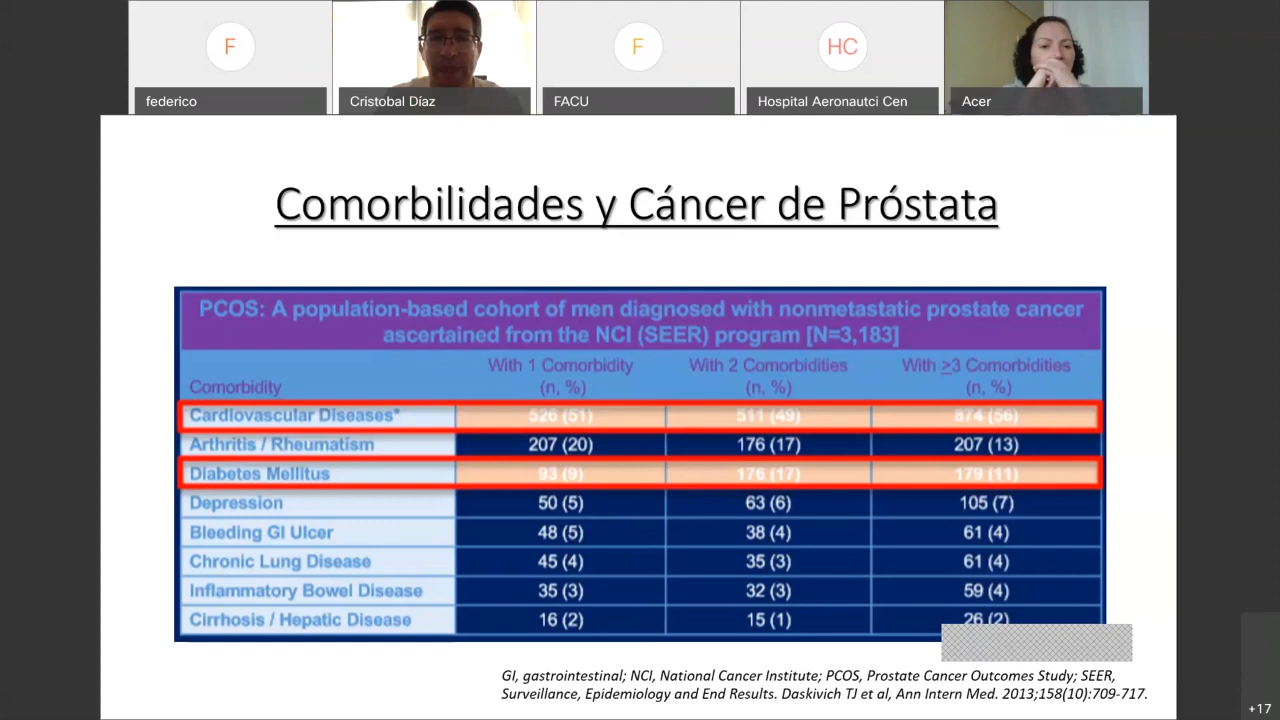 F
F
HC
federico
Cristobal Díaz
FACU
Hospital Aeronautci Cen
Acer
Comorbilidades y Cáncer de Próstata
PCOS: A population-based cohort of men diagnosed with nonmetastatic prostate cancer
ascertained from the NCI (SEER) program [N=3,183]
Comorbidity With 1 Comorbidity (n, %) With 2 Comorbidities (n, %) With ≥3 Comorbidities (n, %)
Cardiovascular Diseases* 526 (51) 511 (49) 874 (56)
Arthritis / Rheumatism 207 (20) 176 (17) 207 (13)
Diabetes Mellitus 93 (9) 176 (17) 179 (11)
Depression 50 (5) 63 (6) 105 (7)
Bleeding GI Ulcer 48 (5) 38 (4) 61 (4)
Chronic Lung Disease 45 (4) 35 (3) 61 (4)
Inflammatory Bowel Disease 35 (3) 32 (3) 59 (4)
Cirrhosis / Hepatic Disease 16 (2) 15 (1) 26 (2)
GI, gastrointestinal; NCI, National Cancer Institute; PCOS, Prostate Cancer Outcomes Study; SEER,
Surveillance, Epidemiology and End Results. Daskivich TJ et al, Ann Intern Med. 2013;158(10):709-717.
+17